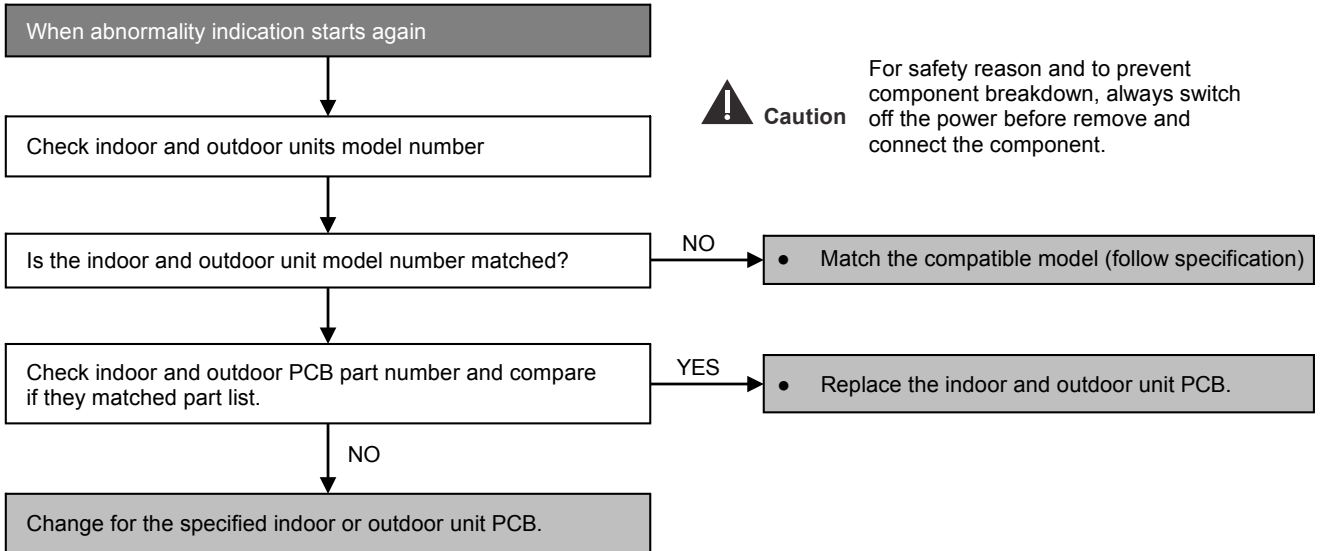 When abnormality indication starts again
For safety reason and to prevent
component breakdown, always switch
Caution off the power before remove and
connect the component.
Check indoor and outdoor units model number
Is the indoor and outdoor unit model number matched?
NO
● Match the compatible model (follow specification)
Check indoor and outdoor PCB part number and compare
if they matched part list.
YES
● Replace the indoor and outdoor unit PCB.
NO
Change for the specified indoor or outdoor unit PCB.